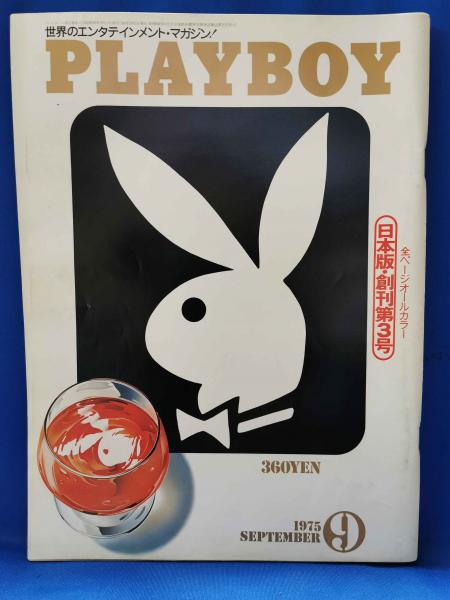 世界のエンタテインメント・マガジン!
PLAYBOY
全ページオールカラー
日本版・創刊第3号
360YEN
1975
SEPTEMBER 9